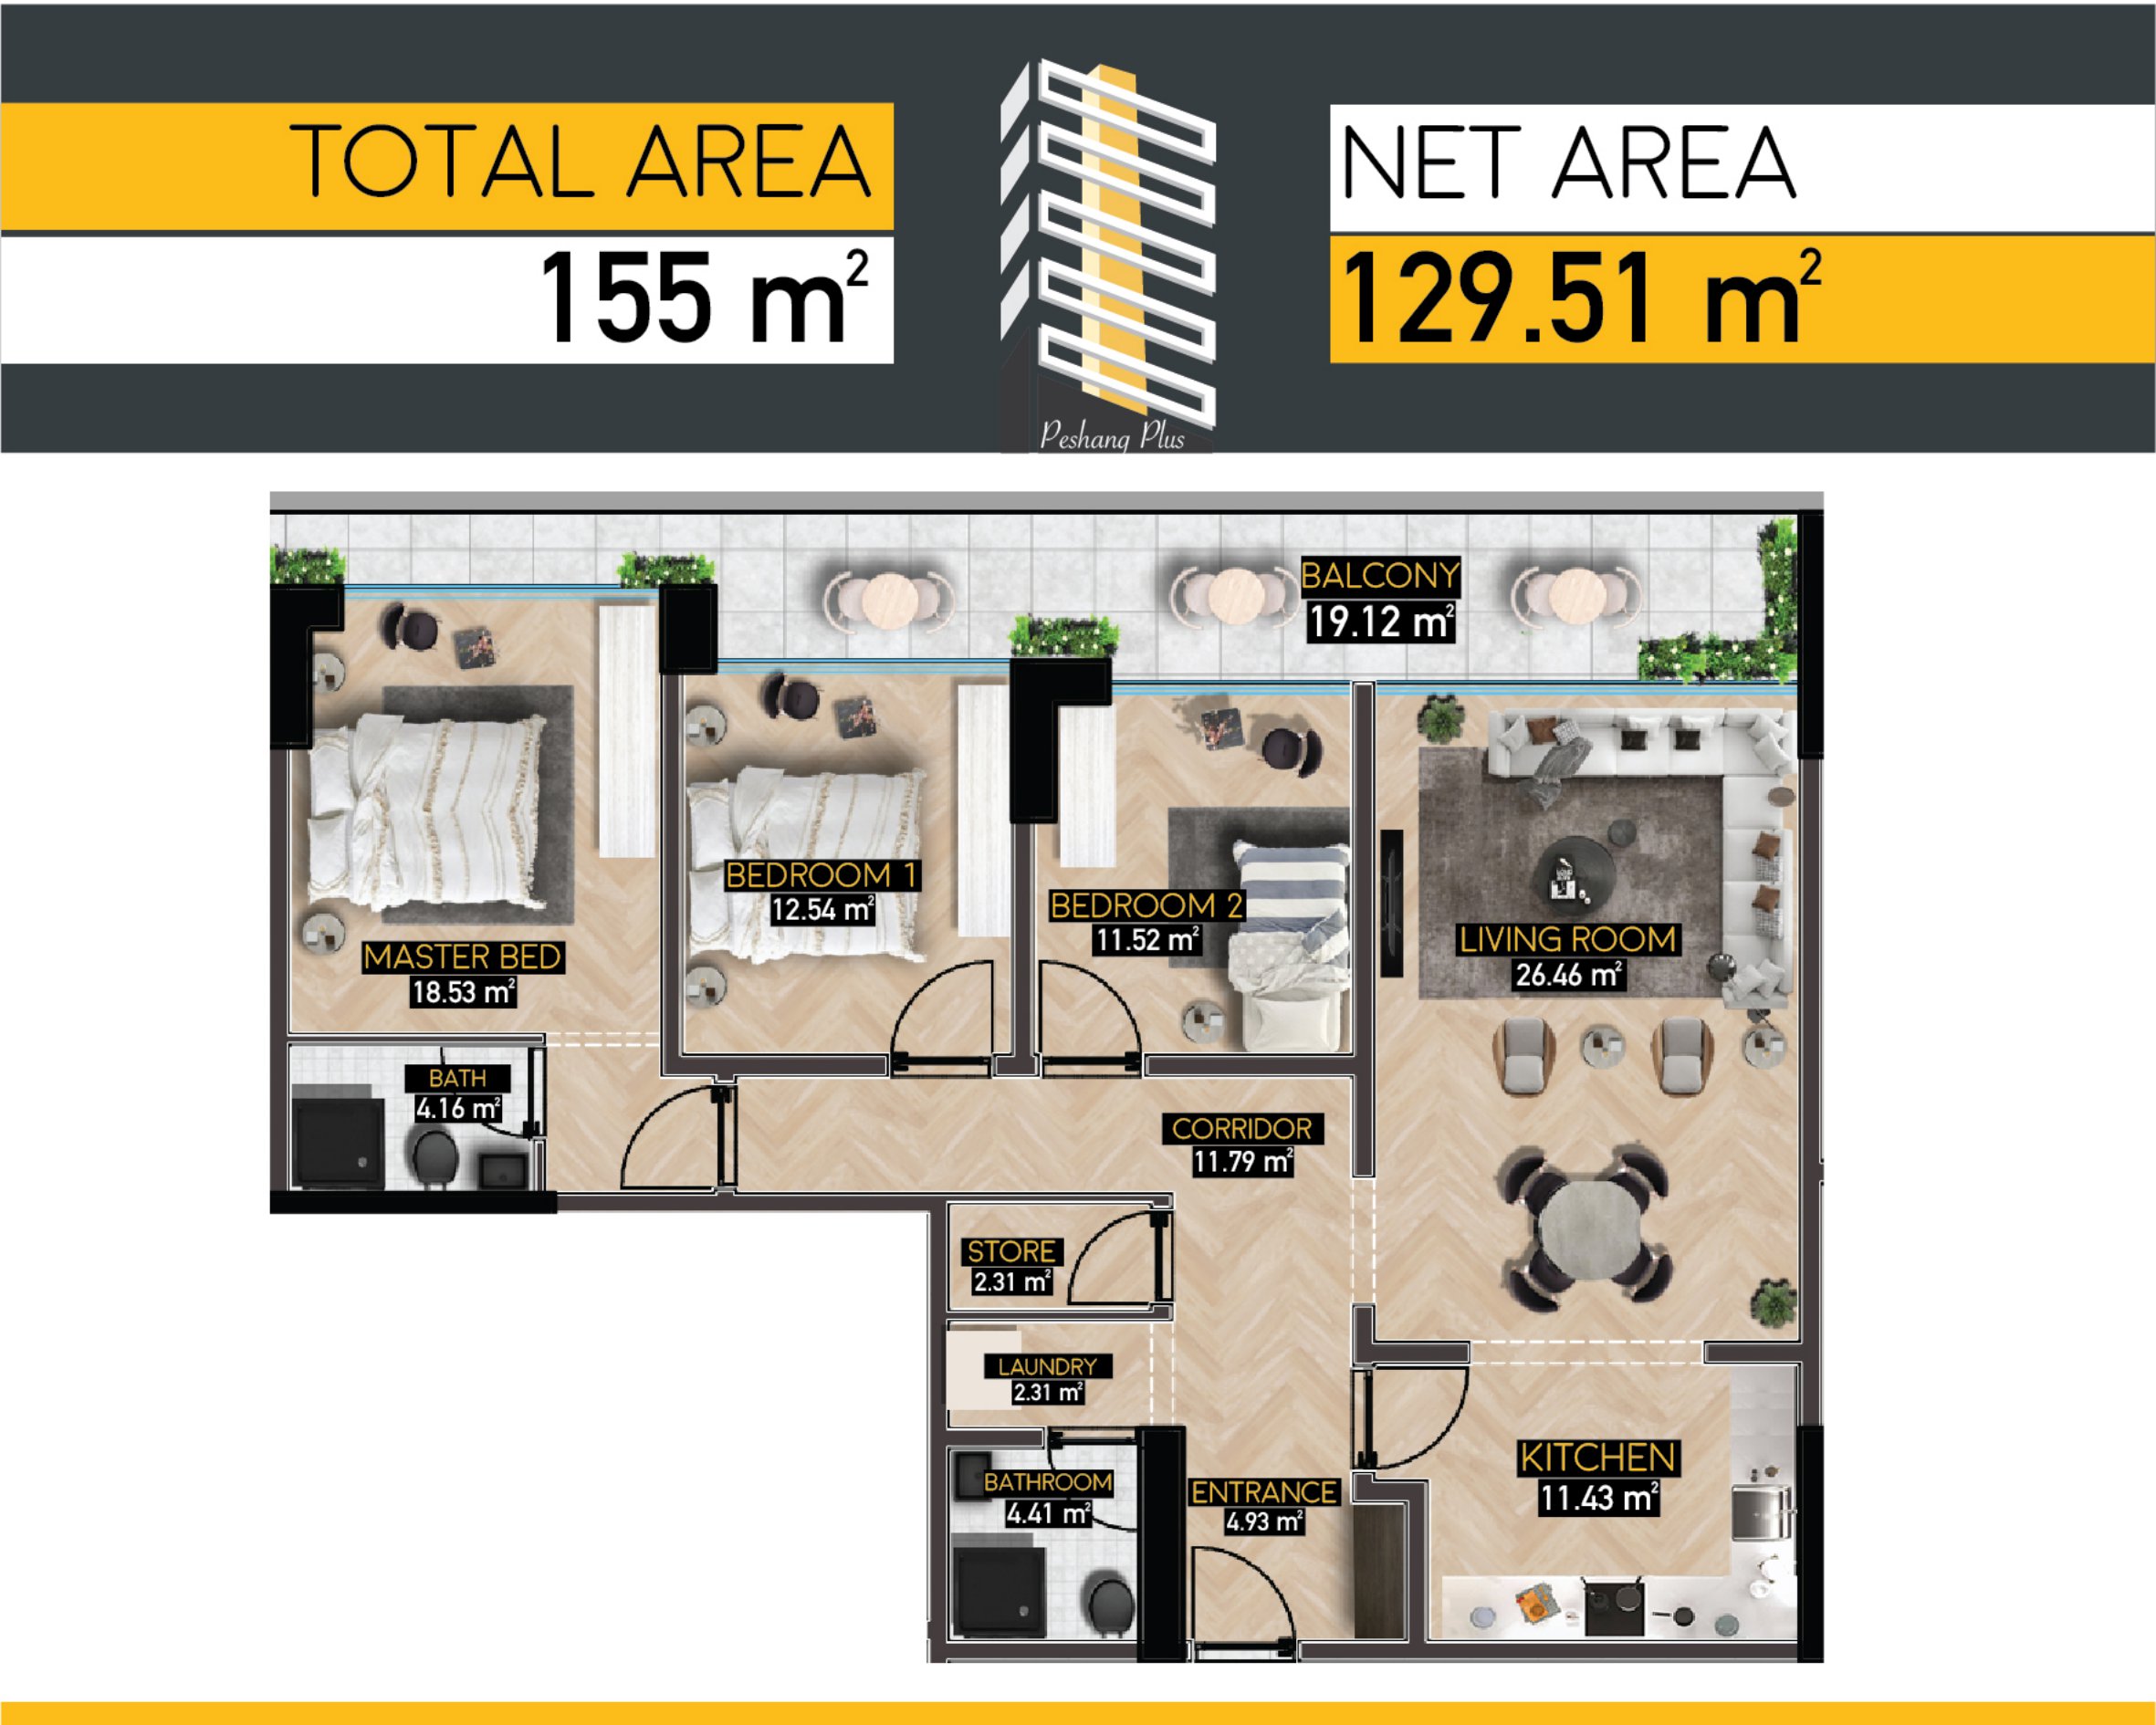 TOTAL AREA
155 m²
Peshang Plus
NET AREA
129.51 m²
BALCONY
19.12 m²
BEDROOM 1
12.54 m²
BEDROOM 2
11.52 m²
LIVING ROOM
26.46 m²
MASTER BED
18.53 m²
BATH
4.16 m²
CORRIDOR
11.79 m²
STORE
2.31 m²
LAUNDRY
2.31 m²
BATHROOM
4.41 m²
ENTRANCE
4.93 m²
KITCHEN
11.43 m²